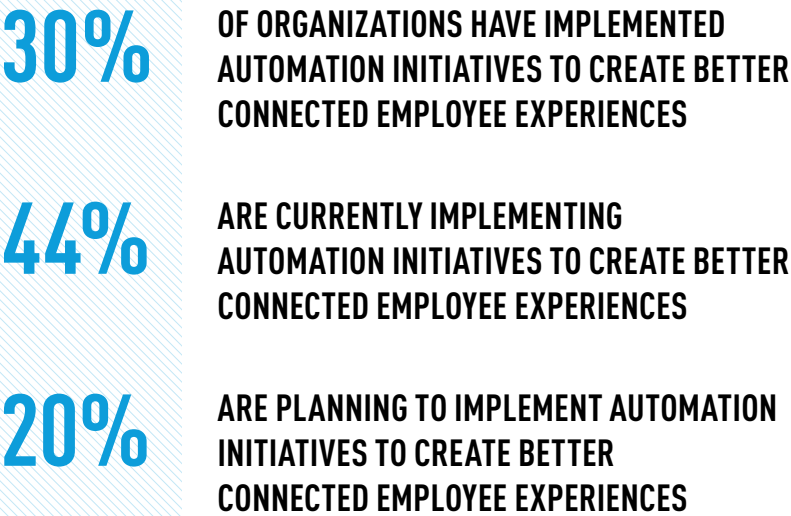 30%
OF ORGANIZATIONS HAVE IMPLEMENTED
AUTOMATION INITIATIVES TO CREATE BETTER
CONNECTED EMPLOYEE EXPERIENCES
44%
ARE CURRENTLY IMPLEMENTING
AUTOMATION INITIATIVES TO CREATE BETTER
CONNECTED EMPLOYEE EXPERIENCES
20%
ARE PLANNING TO IMPLEMENT AUTOMATION
INITIATIVES TO CREATE BETTER
CONNECTED EMPLOYEE EXPERIENCES